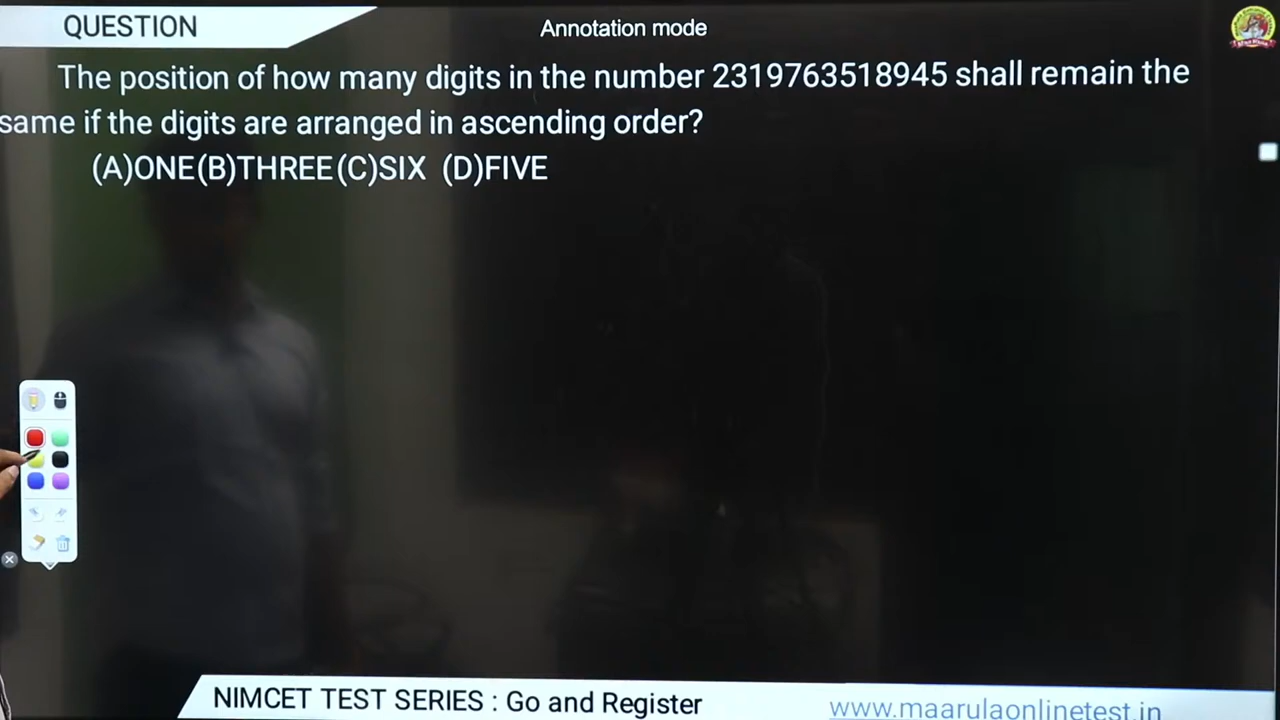 QUESTION
Annotation mode
The position of how many digits in the number 2319763518945 shall remain the
same if the digits are arranged in ascending order?
(A)ONE(B)THREE(C)SIX (D)FIVE
NIMCET TEST SERIES : Go and Register
www.maarulaonlinetest.in